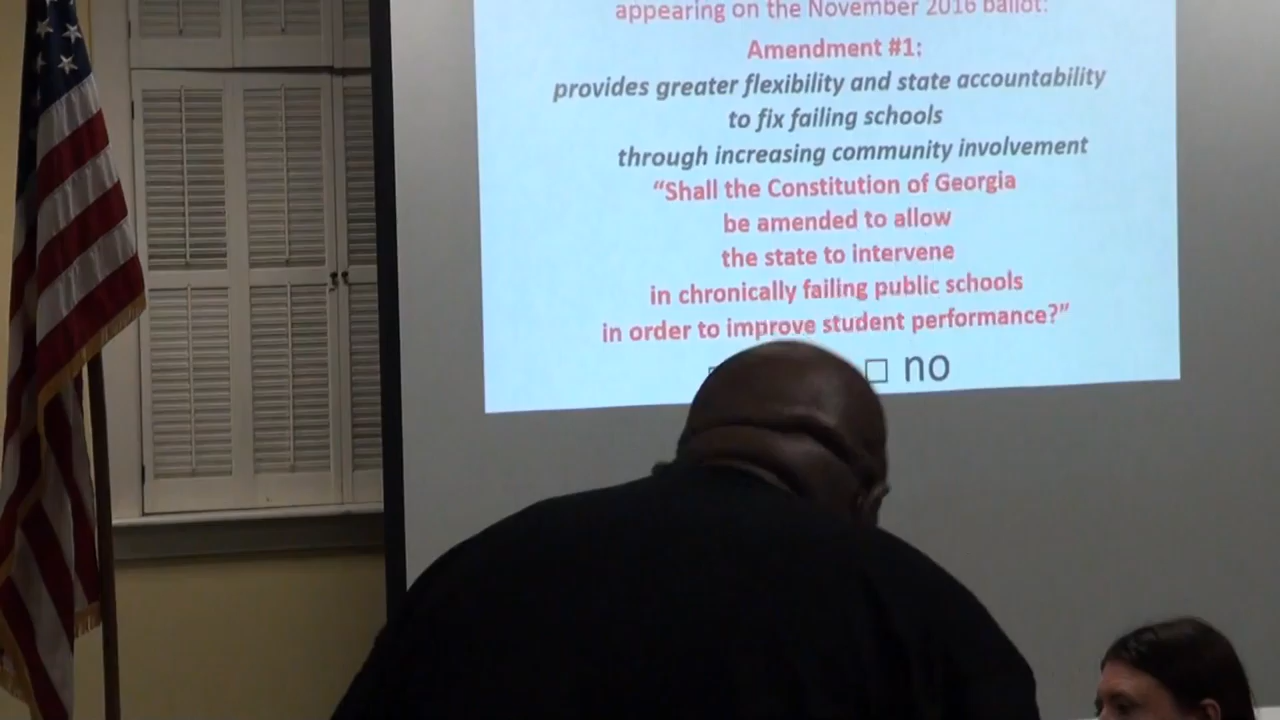 appearing on the November 2016 ballot:
Amendment #1:
provides greater flexibility and state accountability
to fix failing schools
through increasing community involvement
“Shall the Constitution of Georgia
be amended to allow
the state to intervene
in chronically failing public schools
in order to improve student performance?”
☐ no